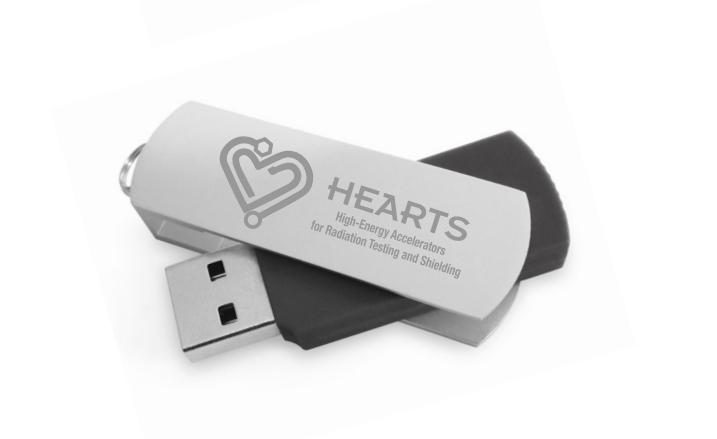 HEARTS
High-Energy Accelerators
for Radiation Testing and Shielding